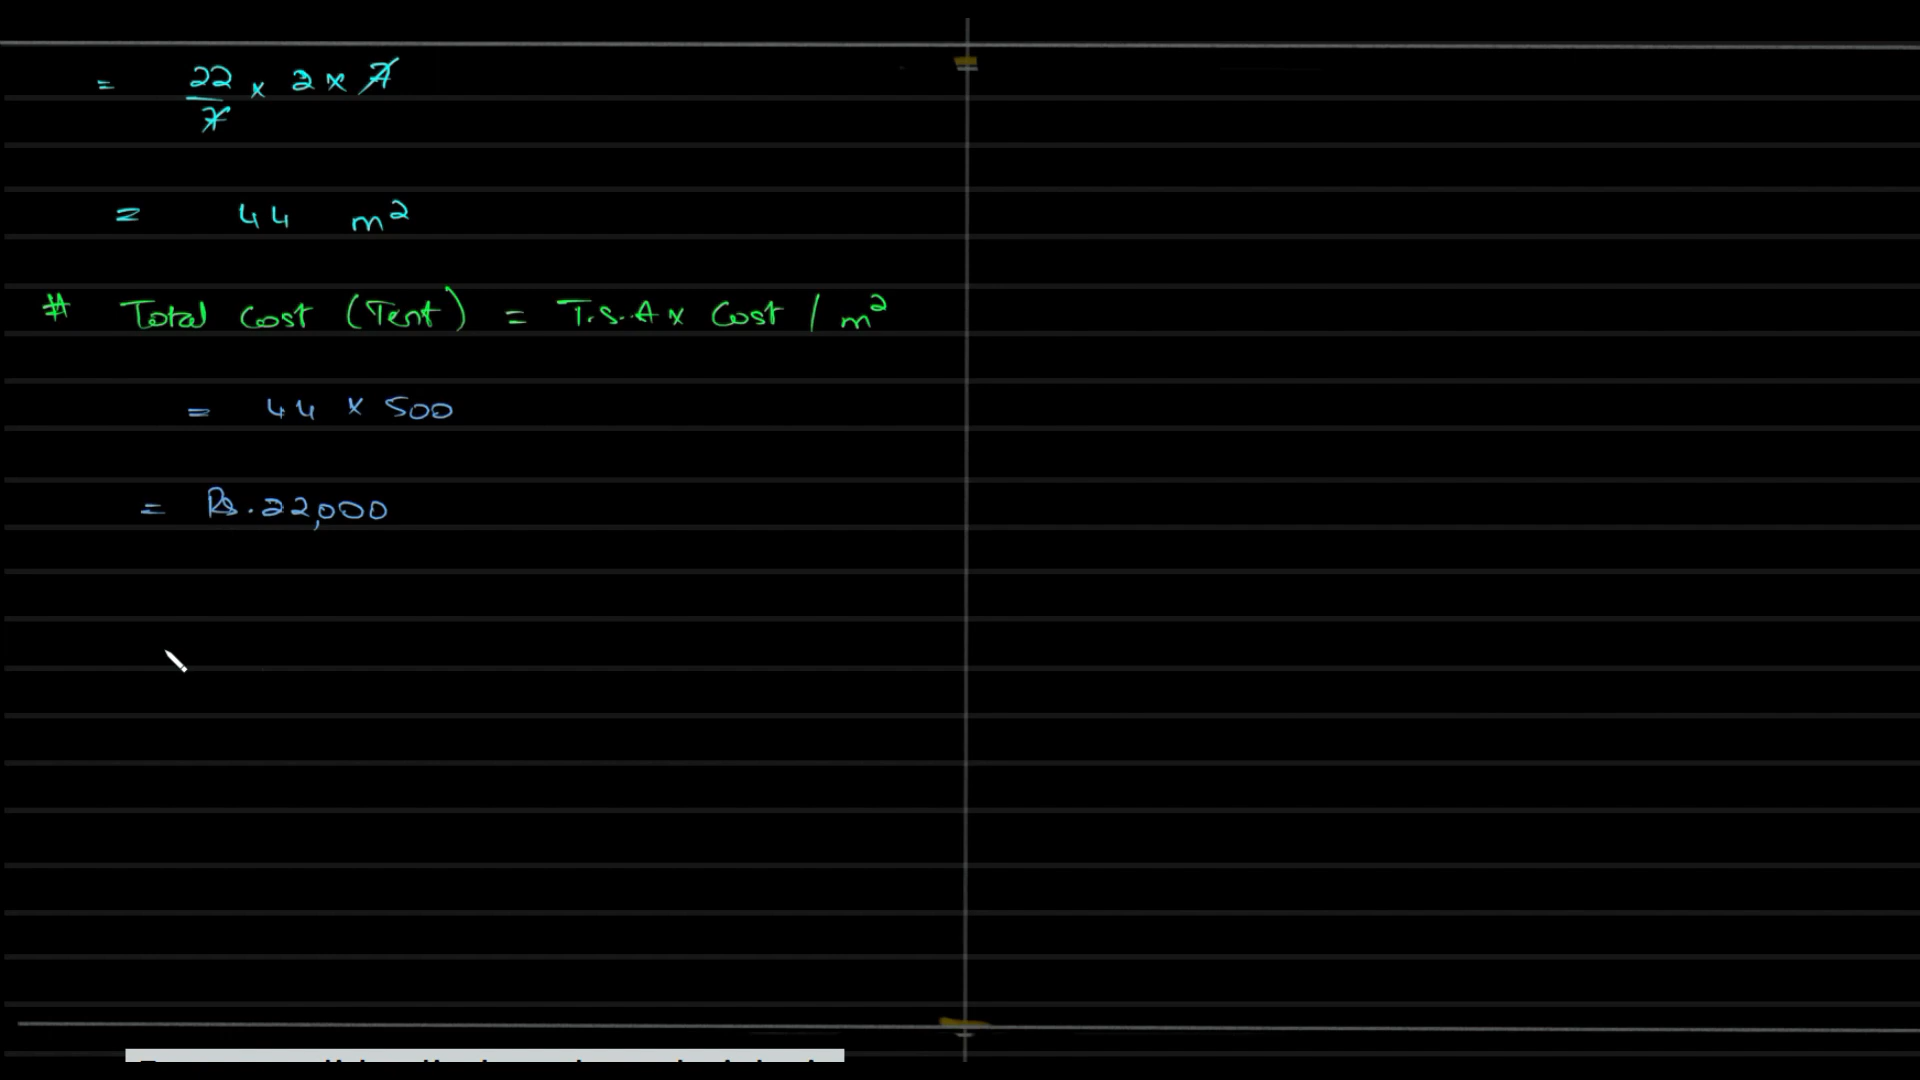 = 22/7 × 2 × 7
= 44 m²
# Total Cost (Tent) = T.S.A × Cost / m²
= 44 × 500
= Rs. 22,000